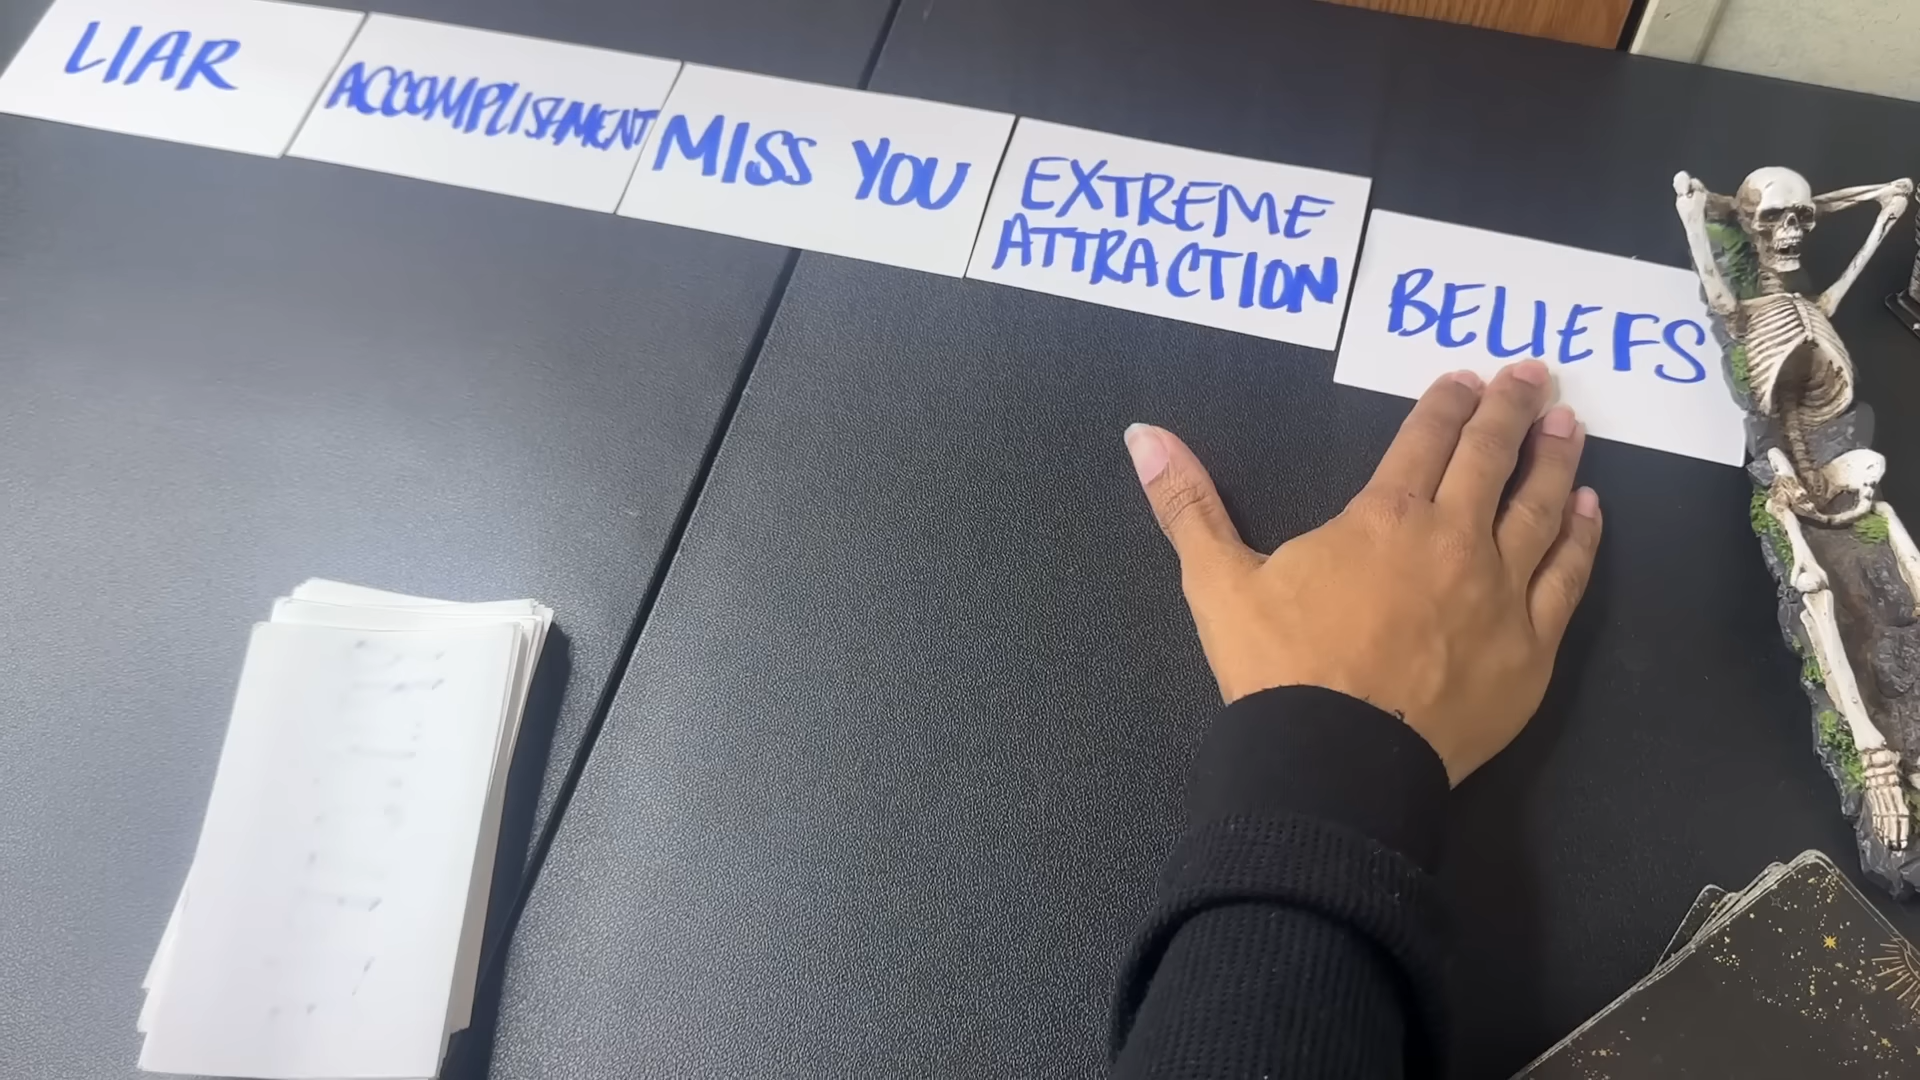 LIAR
ACCOMPLISHMENT
MISS YOU
EXTREME
ATTRACTION
BELIEFS